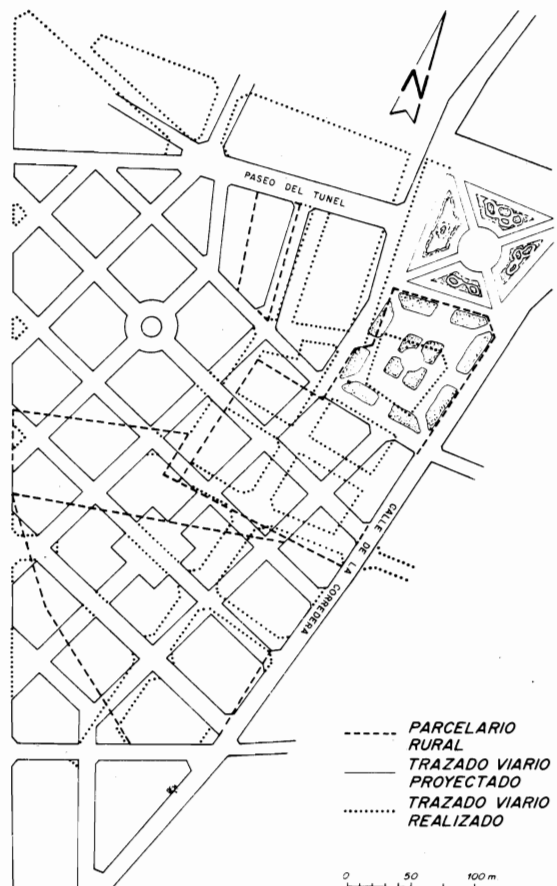 N
PASEO DEL TUNEL
CALLE DE LA CORREDERA
PARCELARIO
RURAL
TRAZADO VIARIO
PROYECTADO
TRAZADO VIARIO
REALIZADO
0 50 100 m